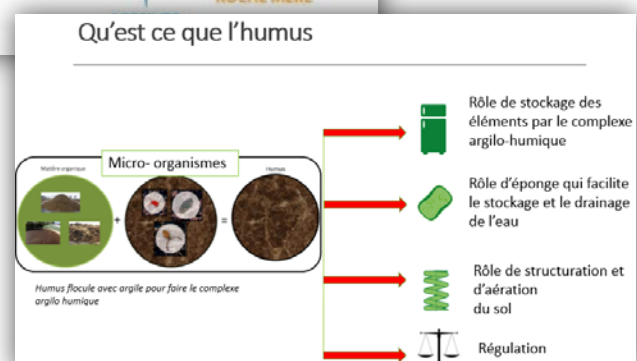 ROCHE MÈRE
Qu'est ce que l'humus
Micro- organismes
Matière organique
Humus
+
=
Humus flocule avec argile pour faire le complexe
argilo humique
Rôle de stockage des
éléments par le complexe
argilo-humique
Rôle d'éponge qui facilite
le stockage et le drainage
de l'eau
Rôle de structuration et
d'aération
du sol
Régulation